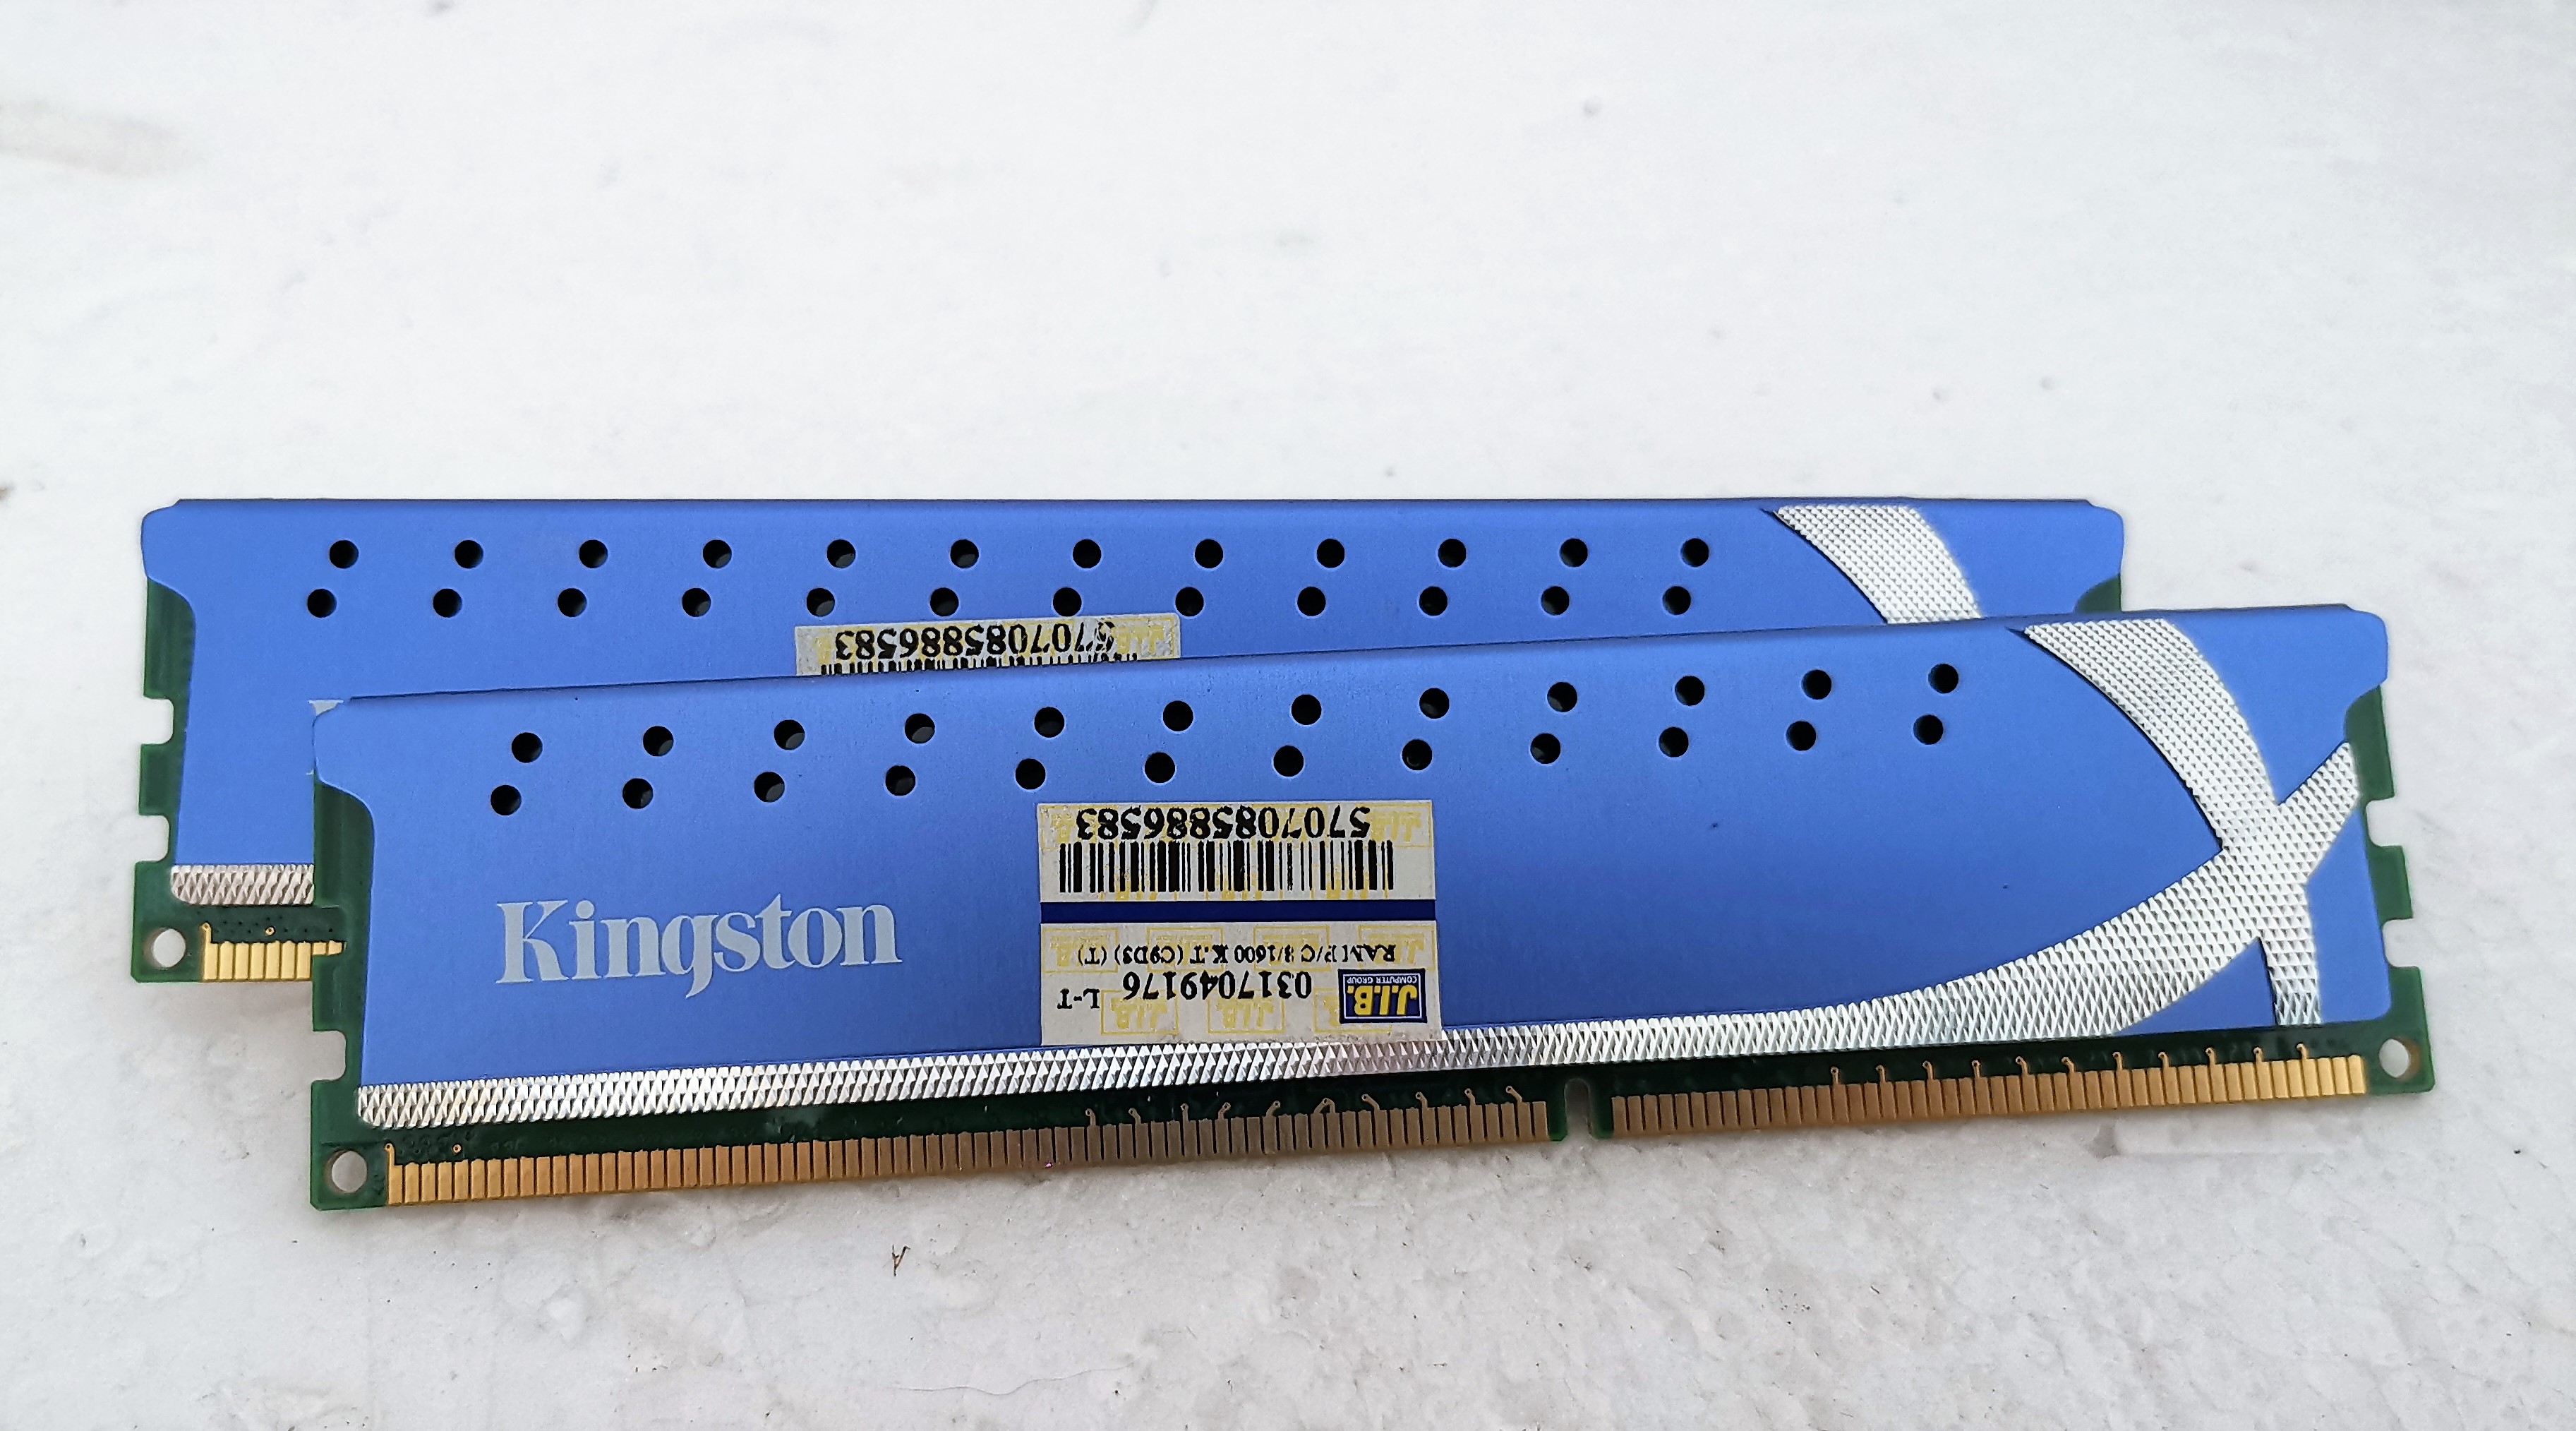 5707085886583
Kingston
5707085886583
RAM P/C 8/1600 K.T (C9D3) (T)
0317049176 L-T
J.I.B.
COMPUTER GROUP